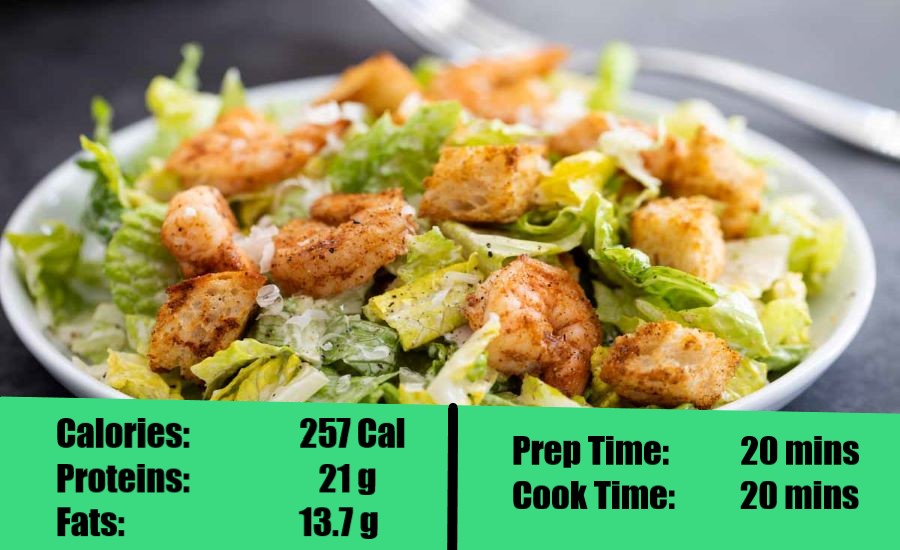 Calories: 257 Cal
Proteins: 21 g
Fats: 13.7 g
Prep Time: 20 mins
Cook Time: 20 mins